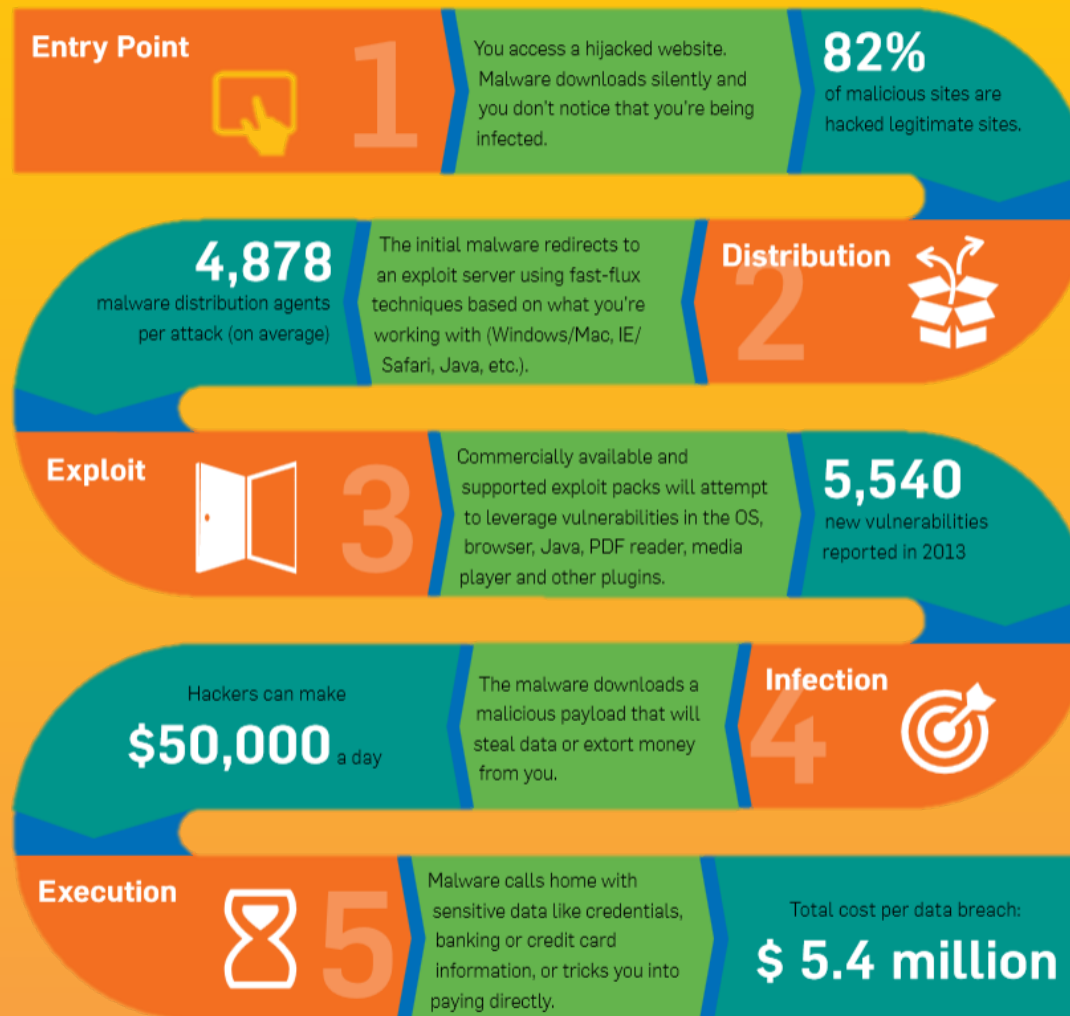 Entry Point
1
You access a hijacked website.
Malware downloads silently and
you don't notice that you're being
infected.
82%
of malicious sites are
hacked legitimate sites.
Distribution
2
The initial malware redirects to
an exploit server using fast-flux
techniques based on what you're
working with (Windows/Mac, IE/
Safari, Java, etc.).
4,878
malware distribution agents
per attack (on average)
Exploit
3
Commercially available and
supported exploit packs will attempt
to leverage vulnerabilities in the OS,
browser, Java, PDF reader, media
player and other plugins.
5,540
new vulnerabilities
reported in 2013
Infection
4
The malware downloads a
malicious payload that will
steal data or extort money
from you.
Hackers can make
$50,000 a day
Execution
5
Malware calls home with
sensitive data like credentials,
banking or credit card
information, or tricks you into
paying directly.
Total cost per data breach:
$ 5.4 million